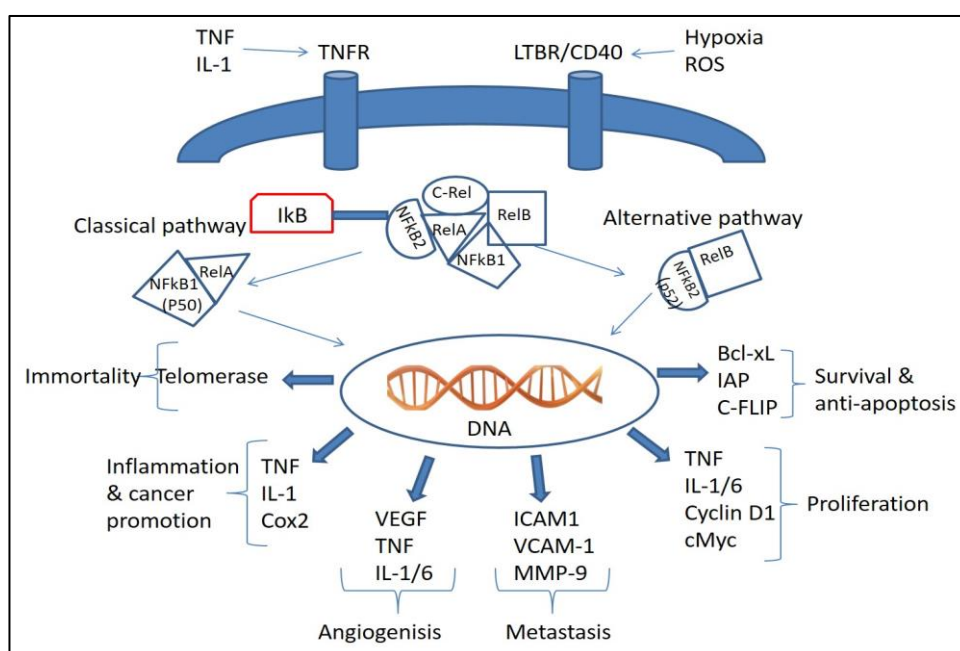 TNF
IL-1
TNFR
LTBR/CD40
Hypoxia
ROS
Classical pathway
IkB
NFkB2
C-Rel
RelA
RelB
NFkB1
Alternative pathway
NFkB1
(P50)
RelA
NFkB2
(p52)
RelB
Immortality
Telomerase
DNA
Bcl-xL
IAP
C-FLIP
Survival &
anti-apoptosis
Inflammation
& cancer
promotion
TNF
IL-1
Cox2
VEGF
TNF
IL-1/6
Angiogenisis
ICAM1
VCAM-1
MMP-9
Metastasis
TNF
IL-1/6
Cyclin D1
cMyc
Proliferation